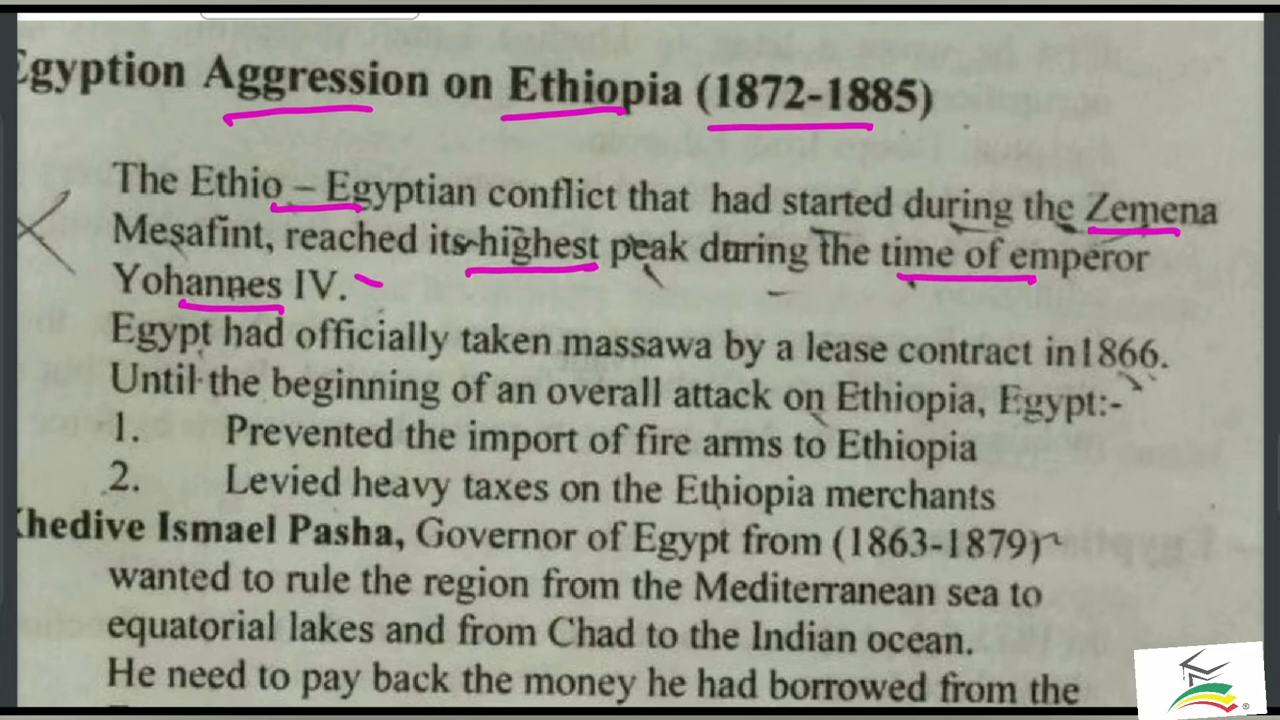 Egyption Aggression on Ethiopia (1872-1885)
The Ethio – Egyptian conflict that had started during the Zemena
Mesafint, reached its highest peak during the time of emperor
Yohannes IV.
Egypt had officially taken massawa by a lease contract in1866.
Until the beginning of an overall attack on Ethiopia, Egypt:-
1. Prevented the import of fire arms to Ethiopia
2. Levied heavy taxes on the Ethiopia merchants
Khedive Ismael Pasha, Governor of Egypt from (1863-1879)
wanted to rule the region from the Mediterranean sea to
equatorial lakes and from Chad to the Indian ocean.
He need to pay back the money he had borrowed from the